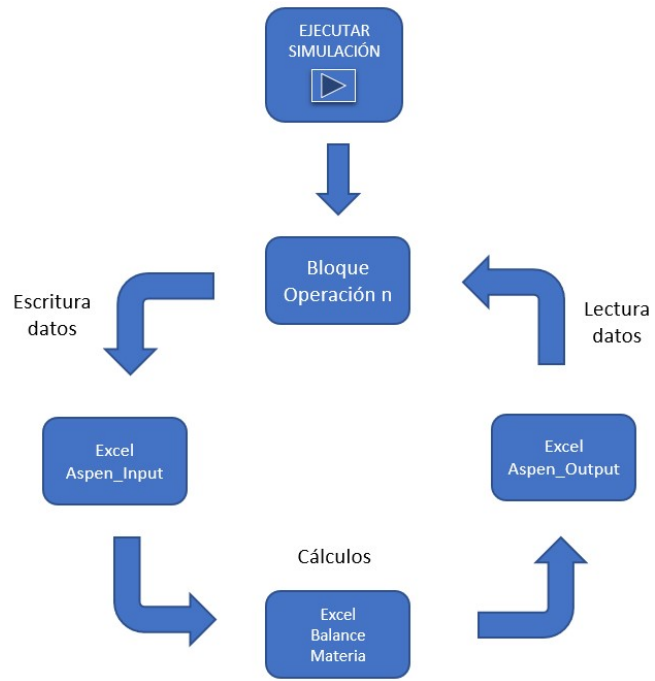 EJECUTAR
SIMULACIÓN
Bloque
Operación n
Escritura
datos
Lectura
datos
Excel
Aspen_Input
Excel
Aspen_Output
Cálculos
Excel
Balance
Materia